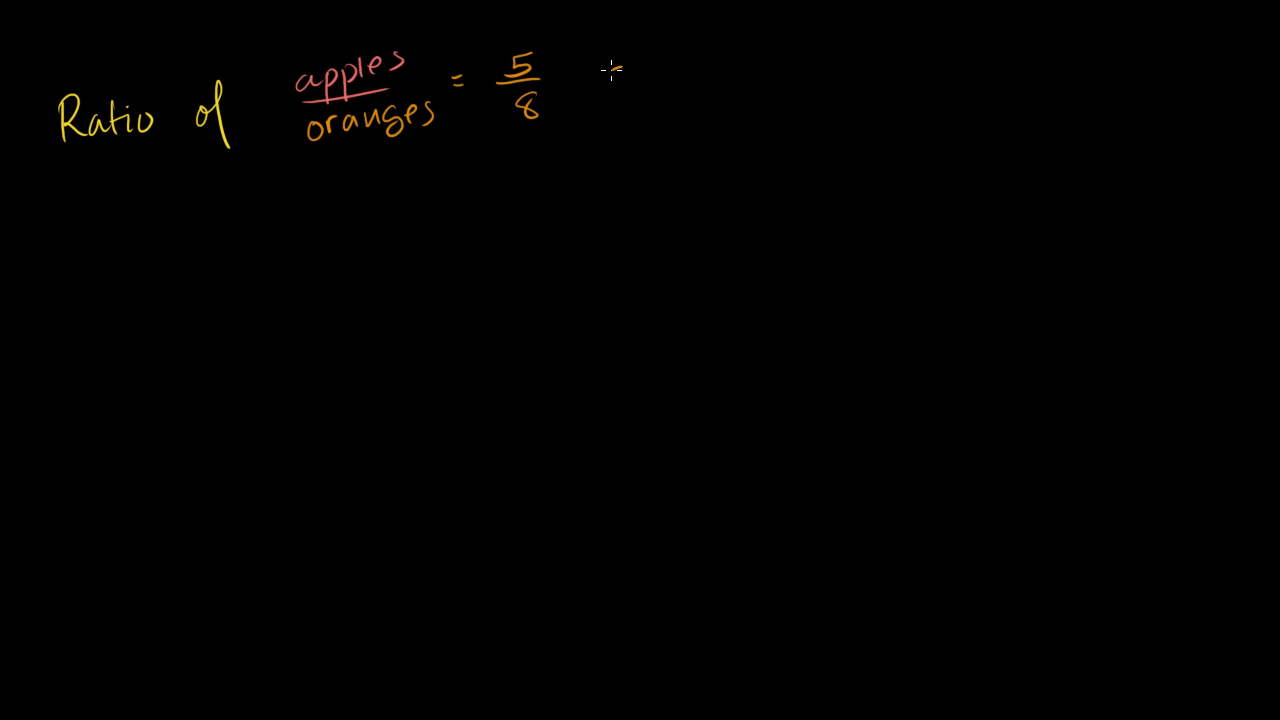 Ratio of apples/oranges = 5/8